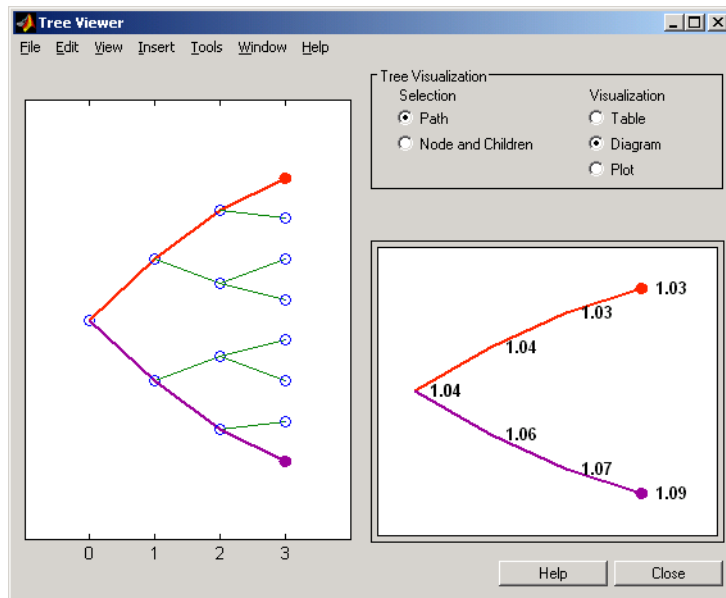 Tree Viewer
File Edit View Insert Tools Window Help
Tree Visualization
Selection Visualization
Path Table
Node and Children Diagram
Plot
0 1 2 3
1.03
1.03
1.04
1.04
1.06
1.07
1.09
Help Close